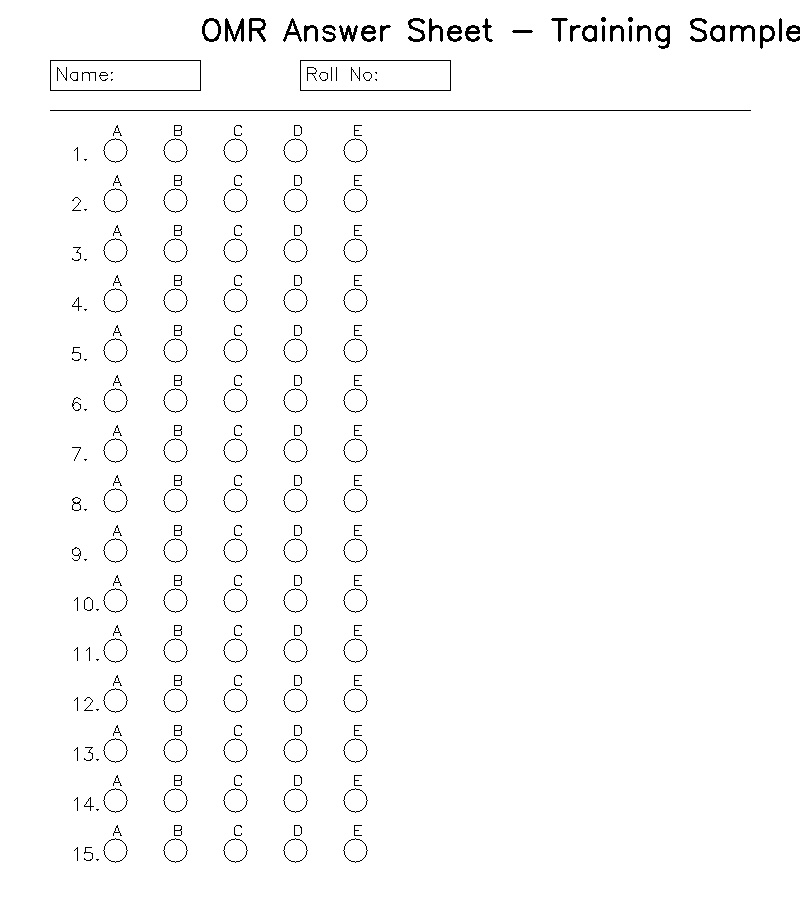 OMR Answer Sheet - Training Sample
Name: Roll No:
A B C D E
1.
A B C D E
2.
A B C D E
3.
A B C D E
4.
A B C D E
5.
A B C D E
6.
A B C D E
7.
A B C D E
8.
A B C D E
9.
A B C D E
10.
A B C D E
11.
A B C D E
12.
A B C D E
13.
A B C D E
14.
A B C D E
15.